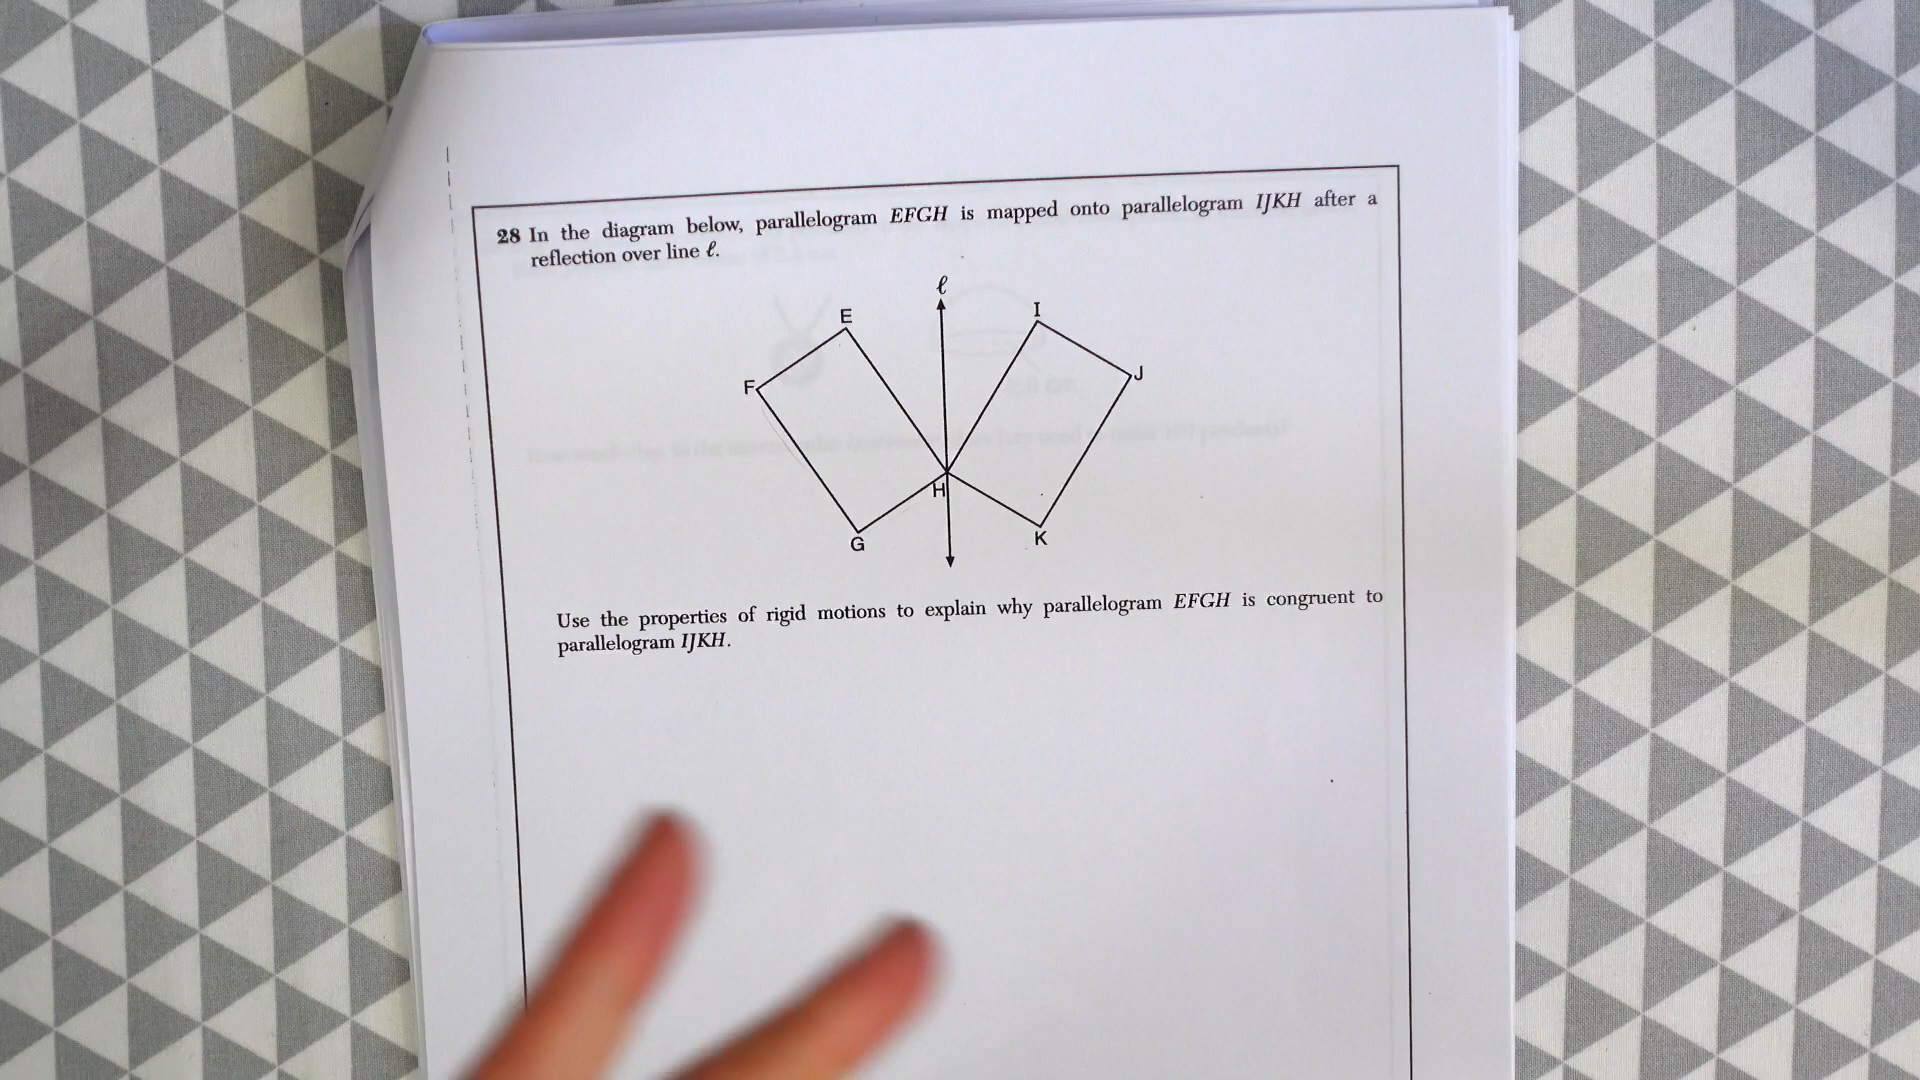 28 In the diagram below, parallelogram EFGH is mapped onto parallelogram IJKH after a
reflection over line ℓ.
ℓ
E
I
F
J
H
G
K
Use the properties of rigid motions to explain why parallelogram EFGH is congruent to
parallelogram IJKH.